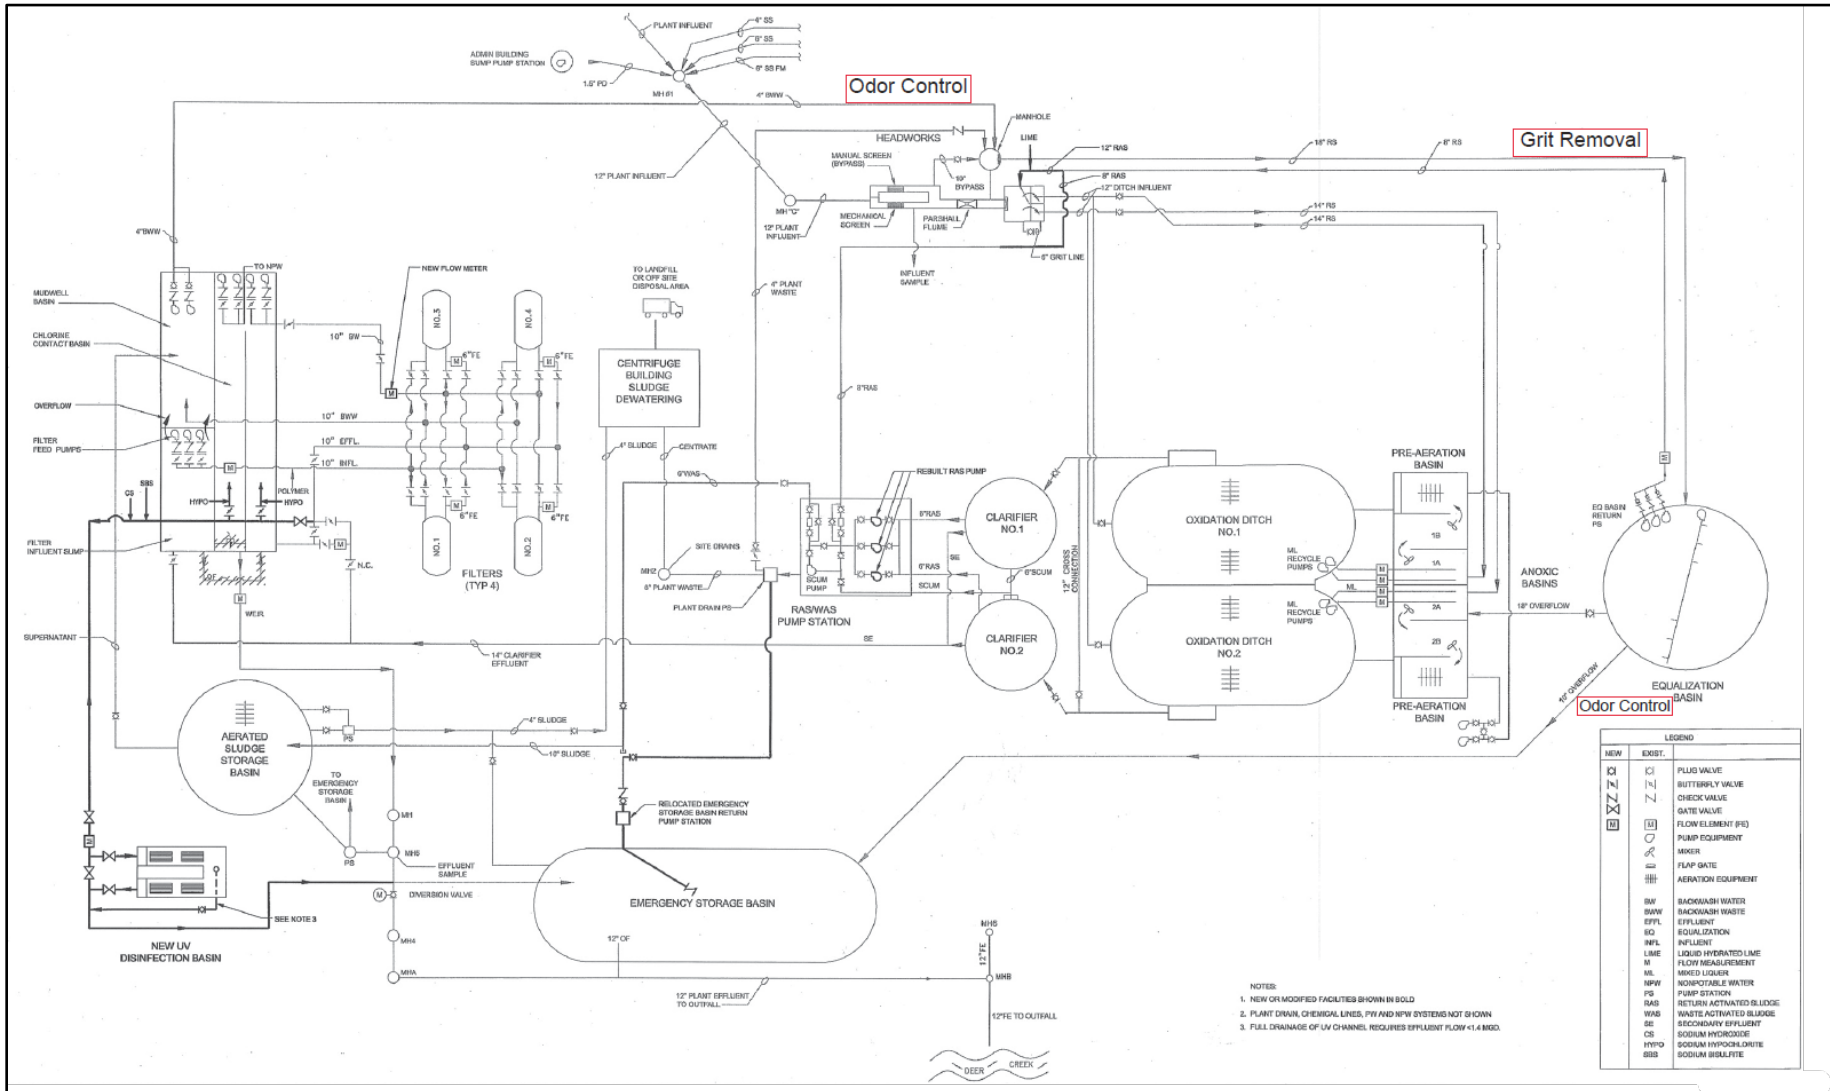 PLANT INFLUENT
4" SS
8" SS
6" SS FM
ADMIN BUILDING
SUMP PUMP STATION
1.5" PD
MH #1
Odor Control
4" BWW
MANHOLE
HEADWORKS
LIME
12" RAS
18" RS
8" RS
Grit Removal
MANUAL SCREEN
(BYPASS)
10"
BYPASS
8" RAS
12" DITCH INFLUENT
12" PLANT INFLUENT
MH "C"
MECHANICAL
SCREEN
PARSHALL
FLUME
14" RS
14" RS
12" PLANT
INFLUENT
6" GRIT LINE
INFLUENT
SAMPLE
4"BWW
TO NPW
NEW FLOW METER
TO LANDFILL
OR OFF SITE
DISPOSAL AREA
4" PLANT
WASTE
MUDWELL
BASIN
CHLORINE
CONTACT BASIN
NO.3
NO.4
10" BW
6"FE
6"FE
CENTRIFUGE
BUILDING
SLUDGE
DEWATERING
8"RAS
OVERFLOW
10" BWW
FILTER
FEED PUMPS
10" EFFL.
10" INFL.
4" SLUDGE
CENTRATE
6"WAS
REBUILT RAS PUMP
PRE-AERATION
BASIN
CS
SBS
HYPO
POLYMER
HYPO
6"FE
6"FE
8"RAS
CLARIFIER
NO.1
OXIDATION DITCH
NO.1
EQ BASIN
RETURN
PS
FILTER
INFLUENT SUMP
N.C.
NO.1
NO.2
FILTERS
(TYP 4)
SITE DRAINS
MH2
6" PLANT WASTE
PLANT DRAIN PS
SCUM
PUMP
RAS/WAS
PUMP STATION
SE
6"RAS
SCUM
6"SCUM
12" CROSS
CONNECTION
ML
RECYCLE
PUMPS
1B
1A
ML
ML
RECYCLE
PUMPS
2A
2B
ANOXIC
BASINS
18" OVERFLOW
WEIR
SUPERNATANT
14" CLARIFIER
EFFLUENT
SE
CLARIFIER
NO.2
OXIDATION DITCH
NO.2
PRE-AERATION
BASIN
10" OVERFLOW
EQUALIZATION
BASIN
Odor Control
AERATED
SLUDGE
STORAGE
BASIN
PS
4" SLUDGE
10" SLUDGE
TO
EMERGENCY
STORAGE
BASIN
RELOCATED EMERGENCY
STORAGE BASIN RETURN
PUMP STATION
MH
PS
MH5
EFFLUENT
SAMPLE
DIVERSION VALVE
M
EMERGENCY STORAGE BASIN
SEE NOTE 3
NEW UV
DISINFECTION BASIN
MH4
MHA
12" OF
12" PLANT EFFLUENT
TO OUTFALL
MH5
12"FE
MHB
12"FE TO OUTFALL
DEER CREEK
NOTES:
1. NEW OR MODIFIED FACILITIES SHOWN IN BOLD
2. PLANT DRAIN, CHEMICAL LINES, PW AND NPW SYSTEMS NOT SHOWN
3. FULL DRAINAGE OF UV CHANNEL REQUIRES EFFLUENT FLOW <1.4 MGD.
LEGEND
NEW EXIST.
PLUG VALVE
BUTTERFLY VALVE
CHECK VALVE
GATE VALVE
M M FLOW ELEMENT (FE)
PUMP EQUIPMENT
MIXER
FLAP GATE
AERATION EQUIPMENT
BW BACKWASH WATER
BWW BACKWASH WASTE
EFFL EFFLUENT
EQ EQUALIZATION
INFL INFLUENT
LIME LIQUID HYDRATED LIME
M FLOW MEASUREMENT
ML MIXED LIQUER
NPW NONPOTABLE WATER
PS PUMP STATION
RAS RETURN ACTIVATED SLUDGE
WAS WASTE ACTIVATED SLUDGE
SE SECONDARY EFFLUENT
CS SODIUM HYDROXIDE
HYPO SODIUM HYPOCHLORITE
SBS SODIUM BISULFITE